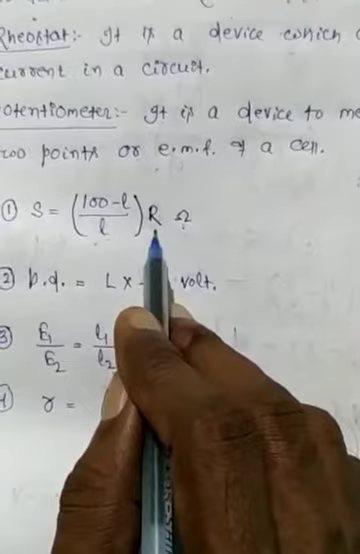 Rheostat:- It is a device which
current in a circuit.
Potentiometer:- It is a device to me
two points or e.m.f. of a cell.
① S = (100-l / l) R Ω
② p.d. = L x volt.
③ E₁/E₂ = l₁/l₂
④ r =